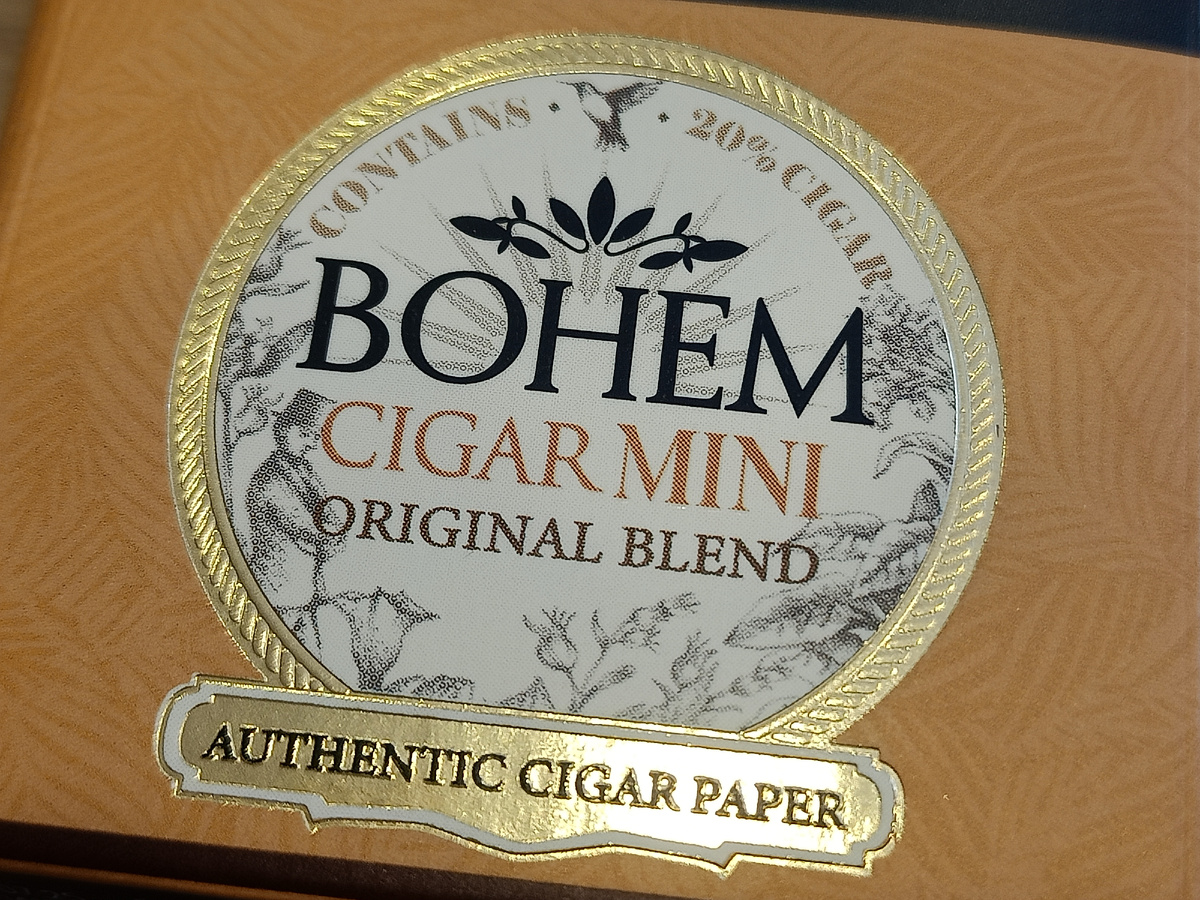 CONTAINS • • 20% CIGAR
BOHEM
CIGAR MINI
ORIGINAL BLEND
AUTHENTIC CIGAR PAPER